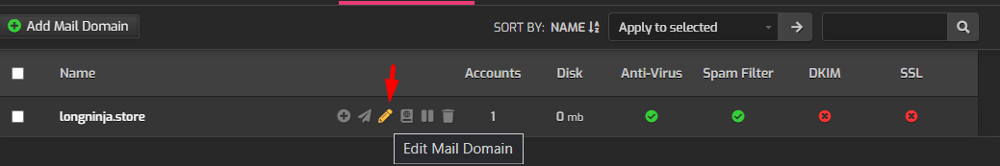 Add Mail Domain SORT BY: NAME Apply to selected
Name Accounts Disk Anti-Virus Spam Filter DKIM SSL
longninja.store 1 0 mb
Edit Mail Domain